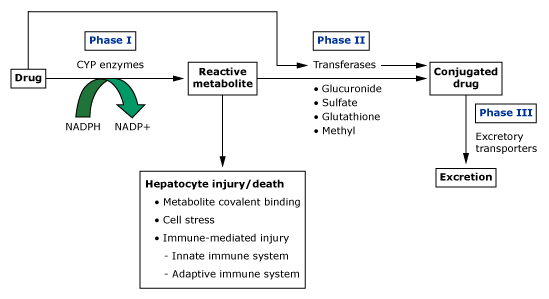 Phase I
Phase II
Drug
CYP enzymes
NADPH
NADP+
Reactive
metabolite
Transferases
• Glucuronide
• Sulfate
• Glutathione
• Methyl
Conjugated
drug
Phase III
Excretory
transporters
Excretion
Hepatocyte injury/death
• Metabolite covalent binding
• Cell stress
• Immune-mediated injury
- Innate immune system
- Adaptive immune system